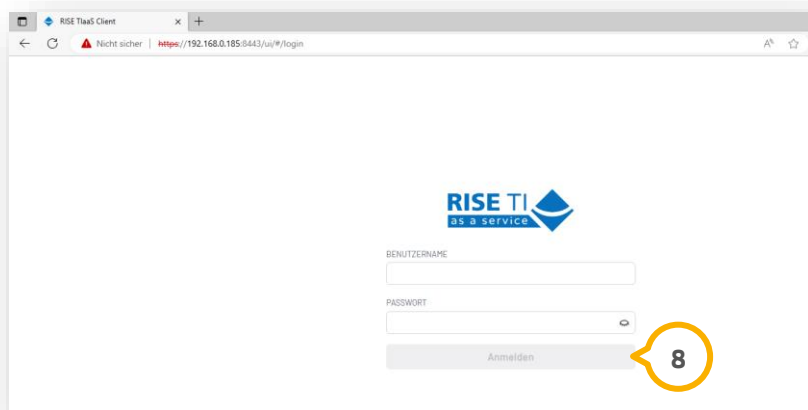 RISE TIaaS Client
Nicht sicher | https://192.168.0.185:8443/ui/#/login
A
RISE TI
as a service
BENUTZERNAME
PASSWORT
Anmelden
8